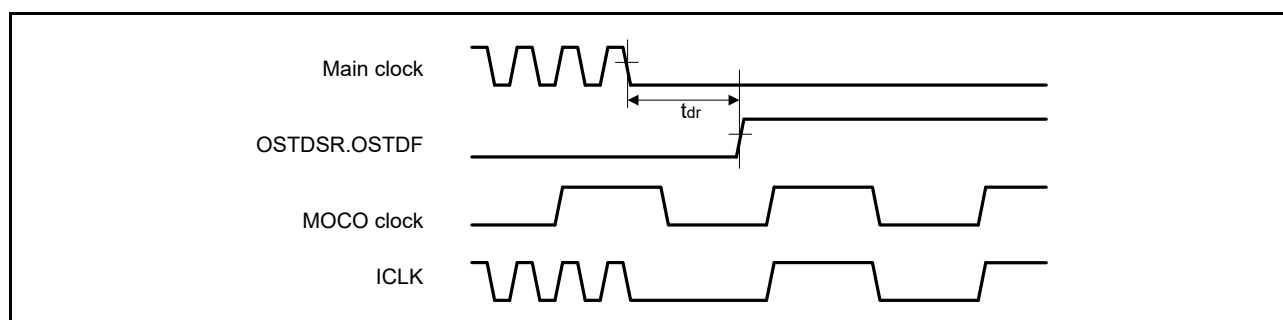 Main clock
tdr
OSTDSR.OSTDF
MOCO clock
ICLK